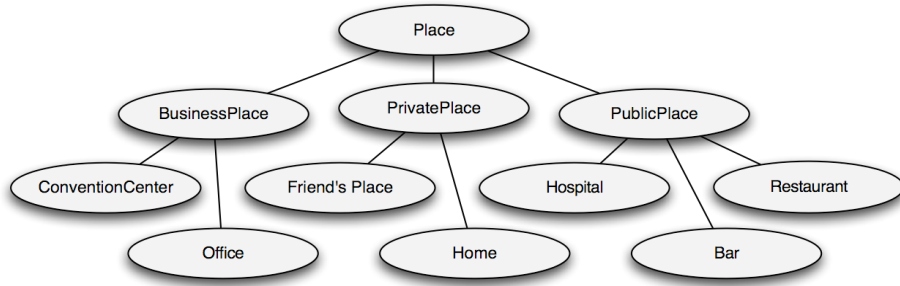 Place
BusinessPlace
PrivatePlace
PublicPlace
ConventionCenter
Friend's Place
Hospital
Restaurant
Office
Home
Bar